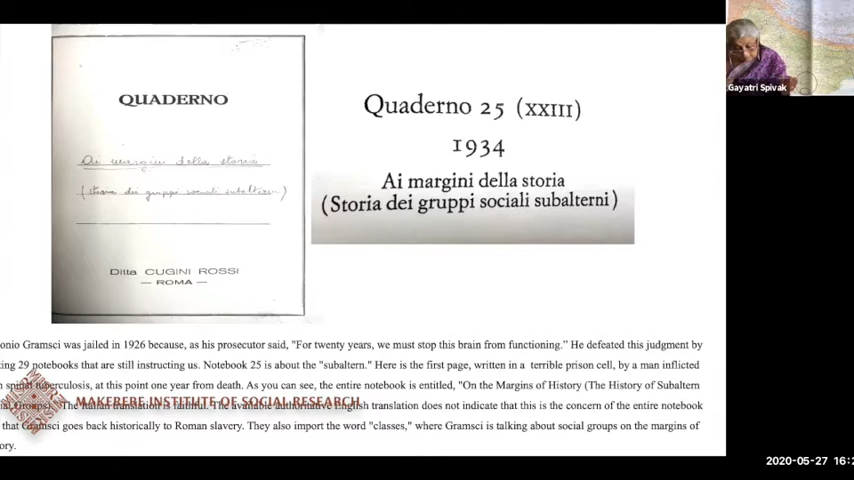 QUADERNO
Ai margini della storia
(storia dei gruppi sociali subalterni)
Ditta CUGINI ROSSI
— ROMA —
Quaderno 25 (XXIII)
1934
Ai margini della storia
(Storia dei gruppi sociali subalterni)
Gayatri Spivak
onio Gramsci was jailed in 1926 because, as his prosecutor said, "For twenty years, we must stop this brain from functioning." He defeated this judgment by
ing 29 notebooks that are still instructing us. Notebook 25 is about the "subaltern." Here is the first page, written in a terrible prison cell, by a man inflicted
spinal tuberculosis, at this point one year from death. As you can see, the entire notebook is entitled, "On the Margins of History (The History of Subaltern
Groups). The Italian translation is faithful. The available authoritative English translation does not indicate that this is the concern of the entire notebook
that Gramsci goes back historically to Roman slavery. They also import the word "classes," where Gramsci is talking about social groups on the margins of
ory.
MAKERERE INSTITUTE OF SOCIAL RESEARCH
2020-05-27 16:2